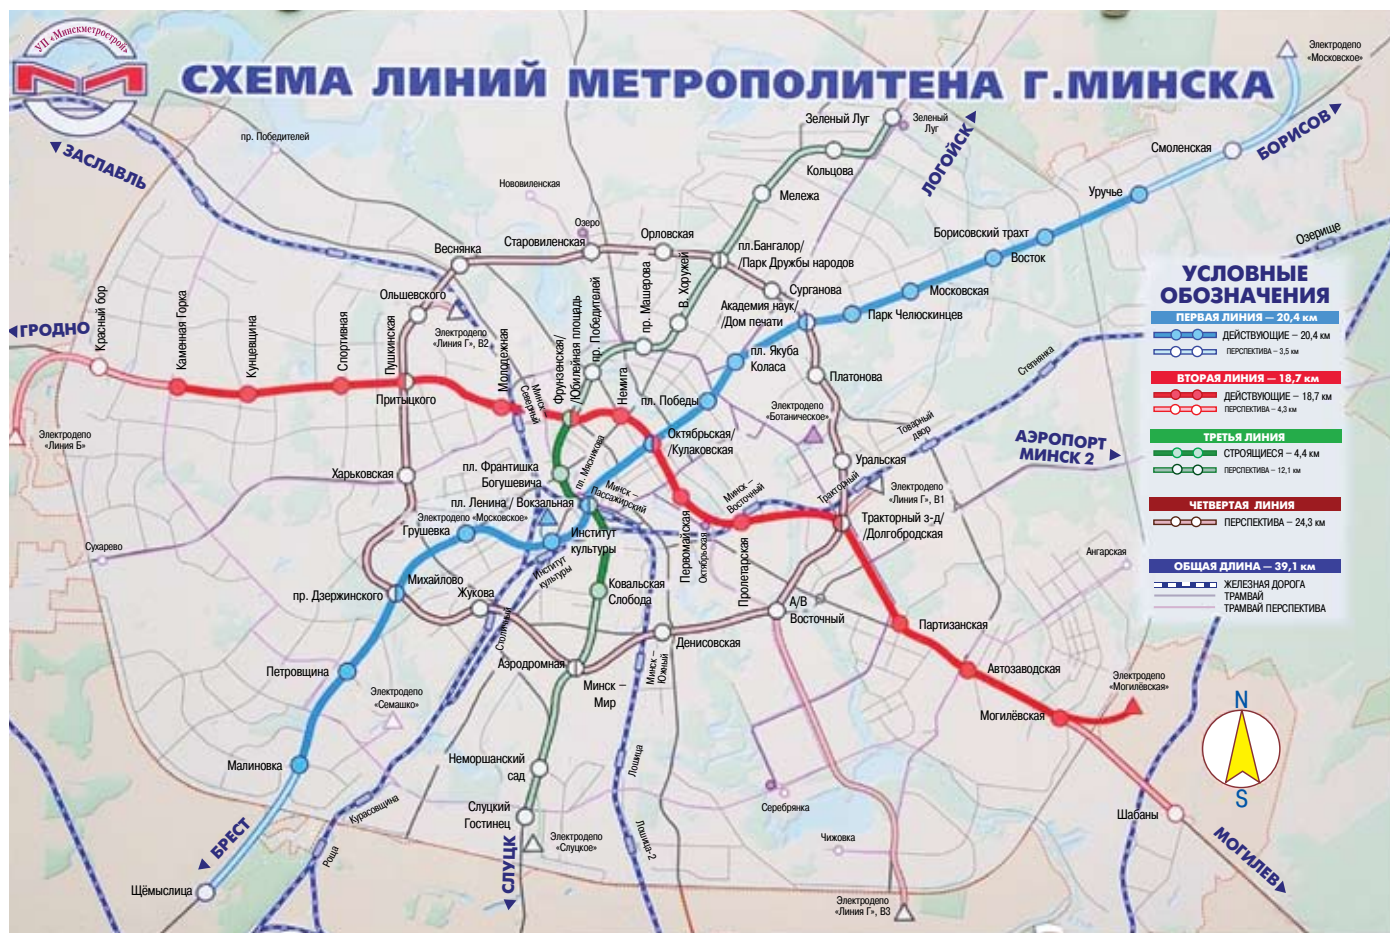 УП «Минскметрострой»
СХЕМА ЛИНИЙ МЕТРОПОЛИТЕНА Г.МИНСКА
Электродепо
«Московское»
БОРИСОВ
Смоленская
Уручье
Борисовский тракт
Восток
Московская
Парк Челюскинцев
Академия наук/
/Дом печати
пл. Якуба
Коласа
пл. Победы
Октябрьская/
/Кулаковская
пл. Ленина / Вокзальная
Институт
культуры
Электродепо «Московское»
Грушевка
Михайлово
пр. Дзержинского
Петровщина
Малиновка
БРЕСТ
Щёмыслица
Зеленый Луг
Зеленый
Луг
ЛОГОЙСК
Кольцова
Мележа
пл.Бангалор/
/Парк Дружбы народов
В. Хоружей
пр. Машерова
пр. Победителей
Фрунзенская/
/Юбилейная площадь
пл. Франтишка
Богушевича
пл. Мясникова
Ковальская
Слобода
Аэродромная
Минск –
Мир
Неморшанский
сад
Слуцкий
Гостинец
Электродепо
«Слуцкое»
СЛУЦК
ЗАСЛАВЛЬ
пр. Победителей
Нововиленская
Озеро
Веснянка
Старовиленская
Орловская
Сурганова
Платонова
Уральская
Тракторный
Тракторный з-д/
/Долгобродская
А/В
Восточный
Денисовская
Жукова
Харьковская
Пушкинская
Притыцкого
Ольшевского
Электродепо
«Линия Г», В2
ГРОДНО
Красный бор
Каменная Горка
Кунцевщина
Спортивная
Молодежная
Минск
Северный
Немига
Первомайская
Октябрьская
Пролетарская
Минск –
Восточный
Минск –
Пассажирский
Институт
культуры
Столичный
Минск –
Южный
Партизанская
Автозаводская
Могилёвская
Электродепо
«Могилёвская»
Шабаны
МОГИЛЕВ
Электродепо
«Линия Б»
Электродепо
«Ботаническое»
Электродепо
«Линия Г», В1
Товарный
двор
Степянка
Озерище
АЭРОПОРТ
МИНСК 2
Сухарево
Электродепо
«Семашко»
Курасовщина
Роща
Лошица
Лошица-2
Серебрянка
Чижовка
Электродепо
«Линия Г», В3
Ангарская
УСЛОВНЫЕ
ОБОЗНАЧЕНИЯ
ПЕРВАЯ ЛИНИЯ — 20,4 км
ДЕЙСТВУЮЩИЕ – 20,4 км
ПЕРСПЕКТИВА – 3,5 км
ВТОРАЯ ЛИНИЯ — 18,7 км
ДЕЙСТВУЮЩИЕ – 18,7 км
ПЕРСПЕКТИВА – 4,3 км
ТРЕТЬЯ ЛИНИЯ
СТРОЯЩИЕСЯ – 4,4 км
ПЕРСПЕКТИВА – 12,1 км
ЧЕТВЕРТАЯ ЛИНИЯ
ПЕРСПЕКТИВА – 24,3 км
ОБЩАЯ ДЛИНА — 39,1 км
ЖЕЛЕЗНАЯ ДОРОГА
ТРАМВАЙ
ТРАМВАЙ ПЕРСПЕКТИВА
N
S